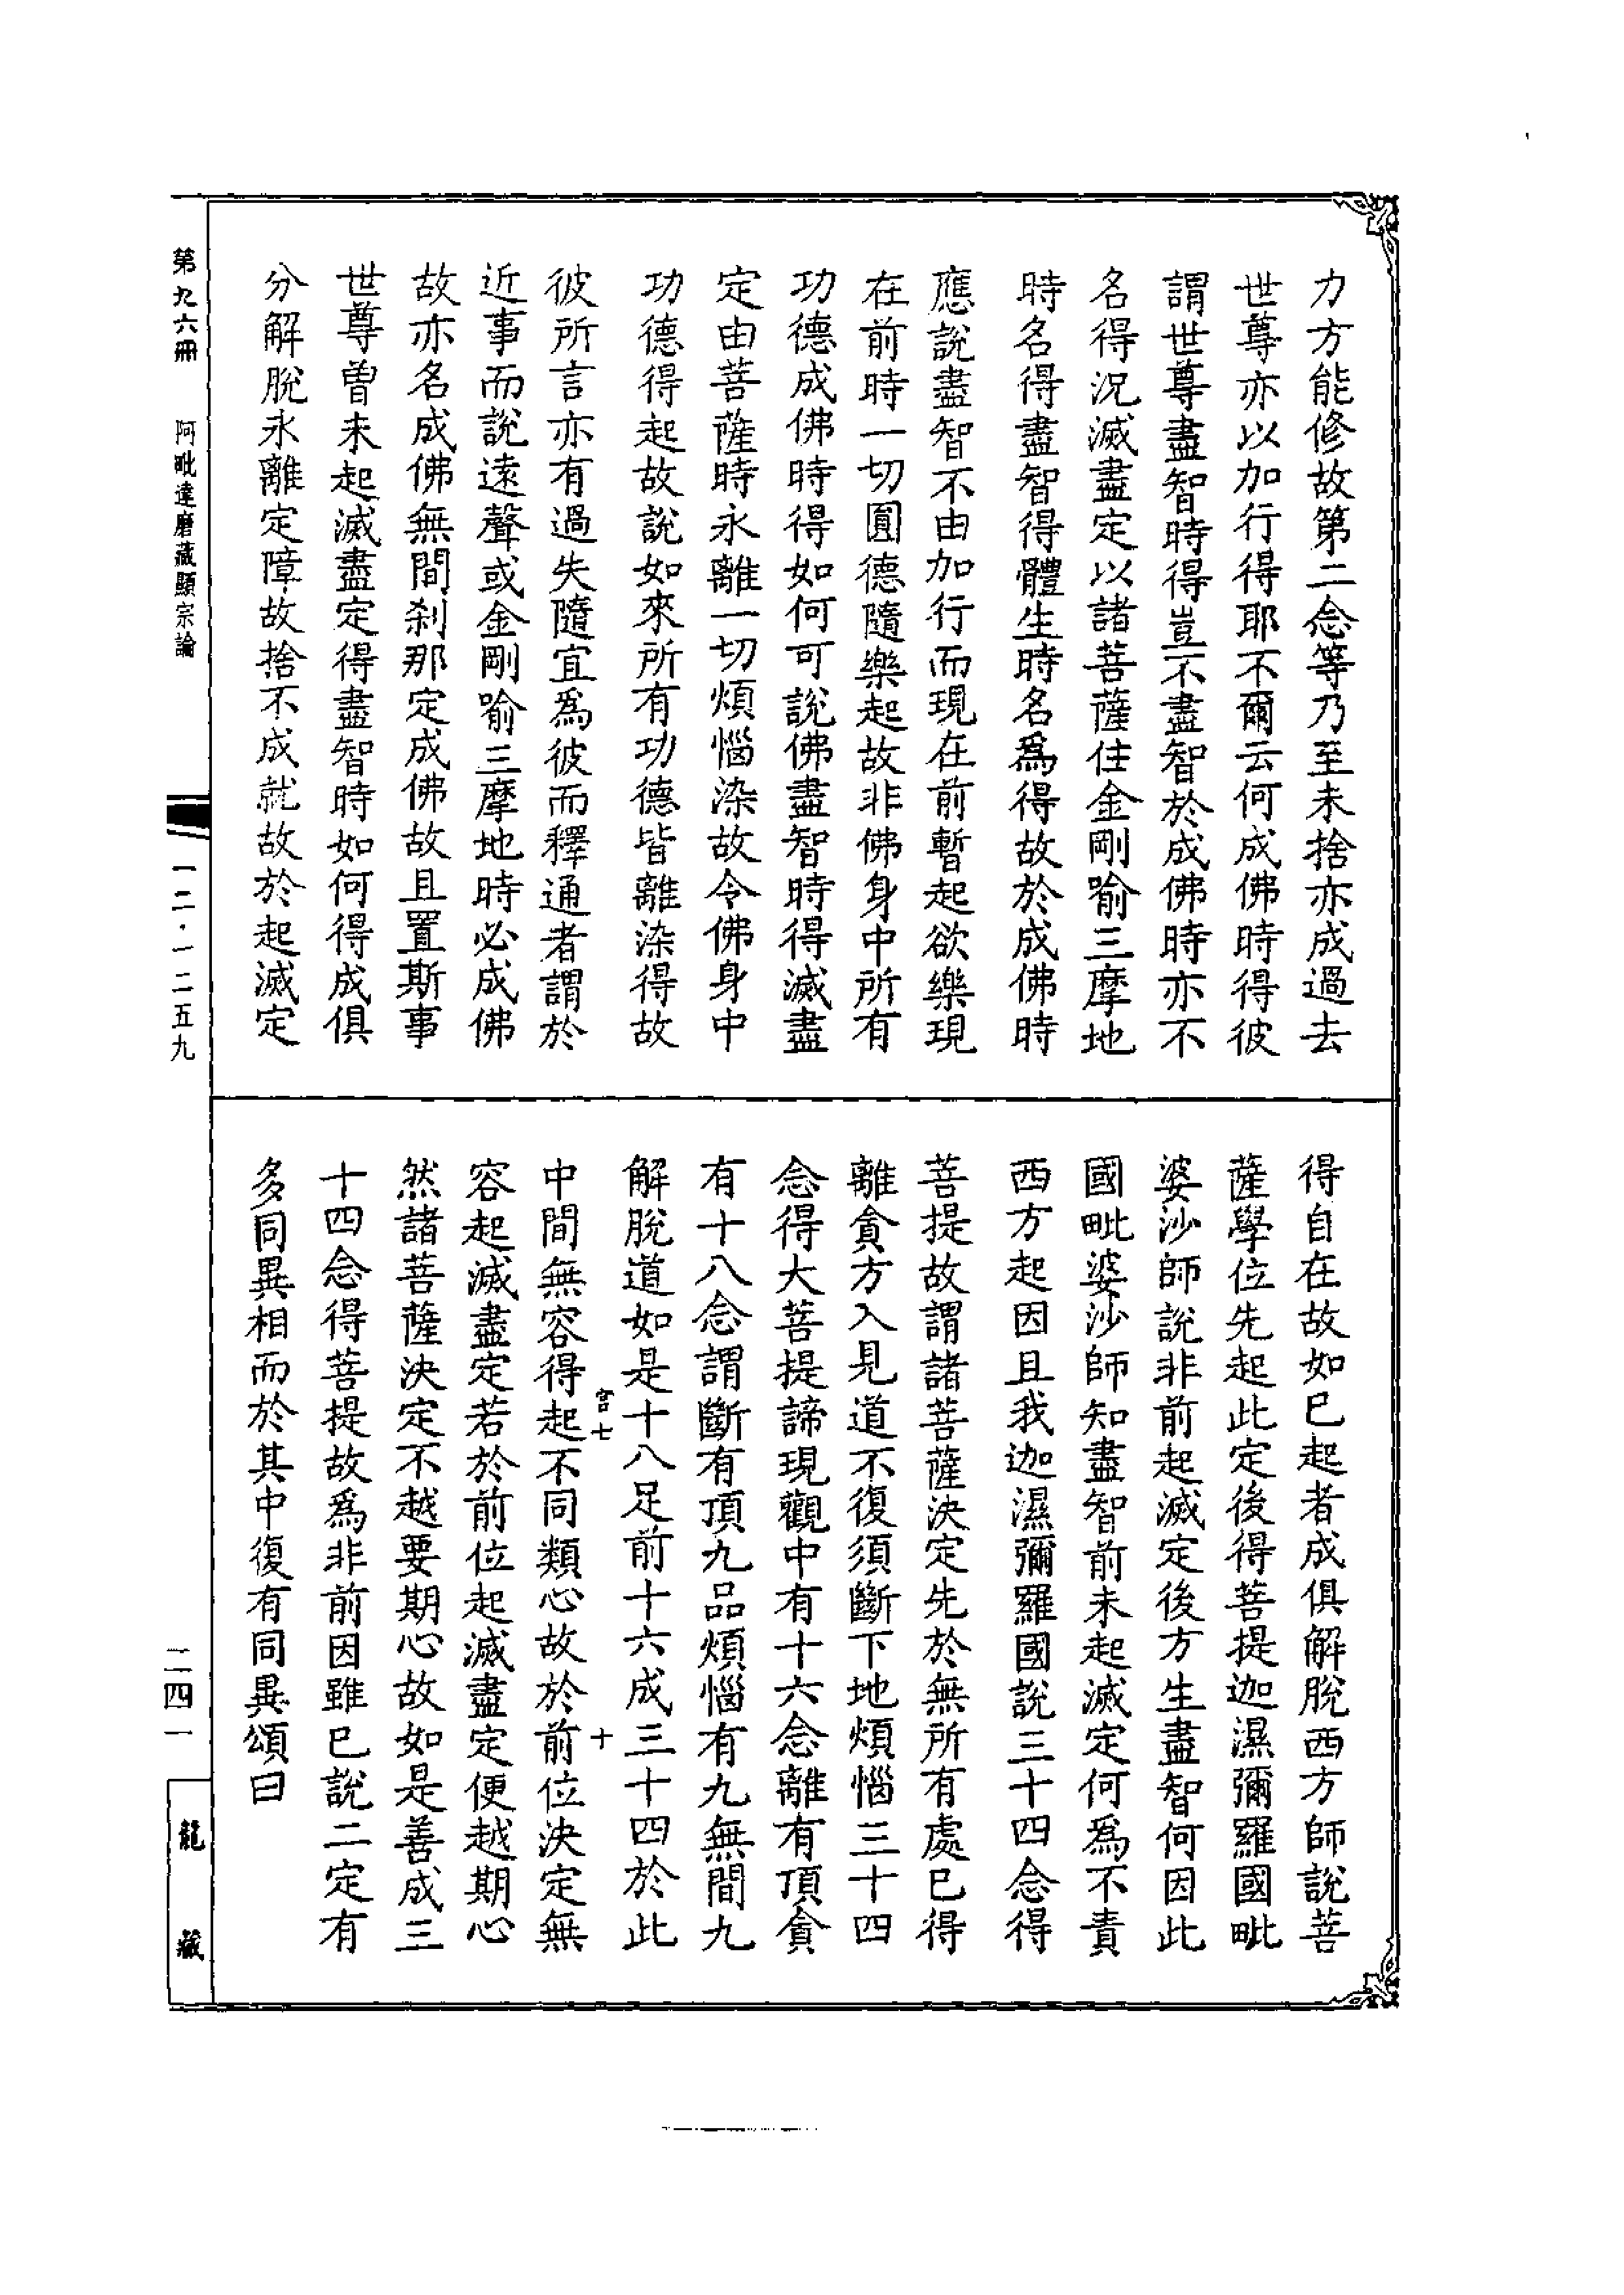 力方能修故第二念等乃至未捨亦成過去
世尊亦以加行得耶不爾云何成佛時得彼
謂世尊盡智時得豈不盡智於成佛時亦不
名得況滅盡定以諸菩薩住金剛喻三摩地
時名得盡智得體生時名爲得故於成佛時
應說盡智不由加行而現在前暫起欲樂現
在前時一切圓德隨樂起故非佛身中所有
功德成佛時得如何可說佛盡智時得滅盡
定由菩薩時永離一切煩惱染故令佛身中
功德得起故說如來所有功德皆離染得故
彼所言亦有過失隨宜爲彼而釋通者謂於
近事而說遠聲或金剛喻三摩地時必成佛
故亦名成佛無間刹那定成佛故且置斯事
世尊曾未起滅盡定得盡智時如何得成俱
分解脫永離定障故捨不成就故於起滅定
得自在故如已起者成俱解脫西方師說菩
薩學位先起此定後得菩提迦濕彌羅國毗
婆沙師說非前起滅定後方生盡智何因此
國毗婆沙師知盡智前未起滅定何爲不責
西方起因且我迦濕彌羅國說三十四念得
菩提故謂諸菩薩決定先於無所有處已得
離貪方入見道不復須斷下地煩惱三十四
念得大菩提諦現觀中有十六念離有頂貪
有十八念謂斷有頂九品煩惱有九無間九
解脫道如是十八足前十六成三十四於此
中間無容得起不同類心故於前位決定無
宮七
十
容起滅盡定若於前位起滅盡定便越期心
然諸菩薩決定不越要期心故如是善成三
十四念得菩提故爲非前因雖已說二定有
多同異相而於其中復有同異頌曰
第九六冊 阿毗達磨藏顯宗論
一二·一二五九
二四一
龍藏